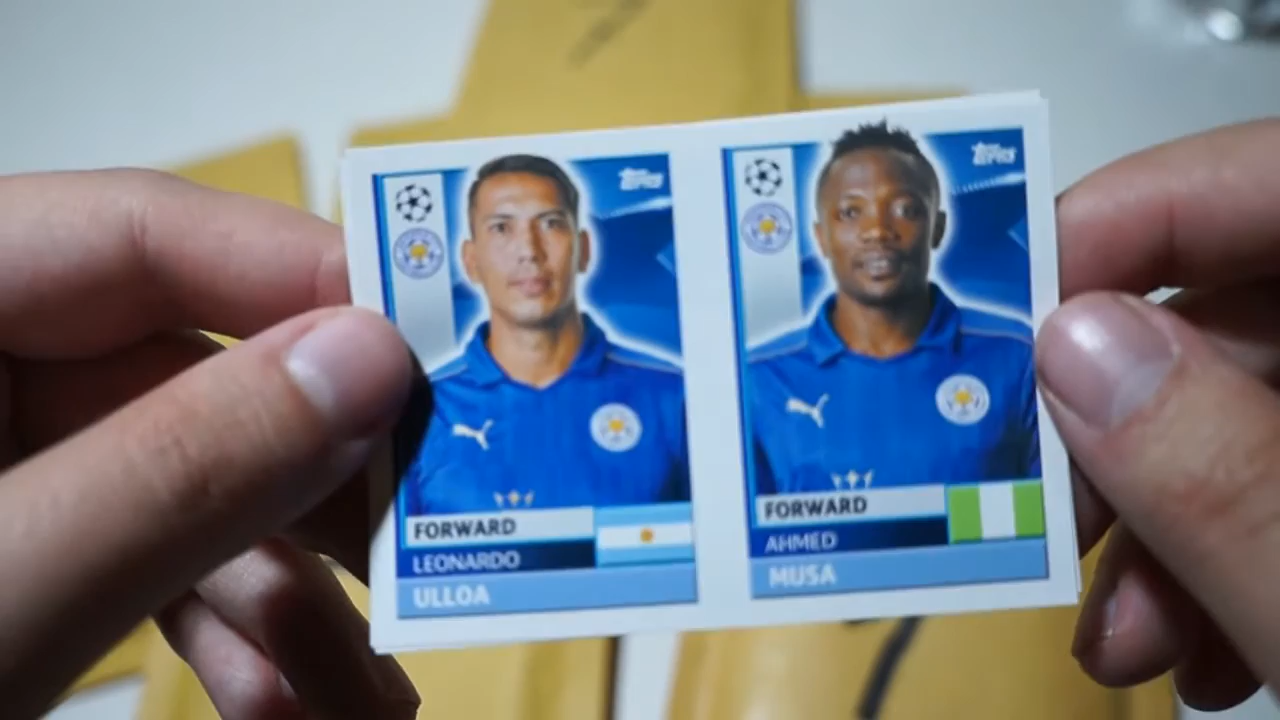 TOPPS
FORWARD
LEONARDO
ULLOA
TOPPS
FORWARD
AHMED
MUSA